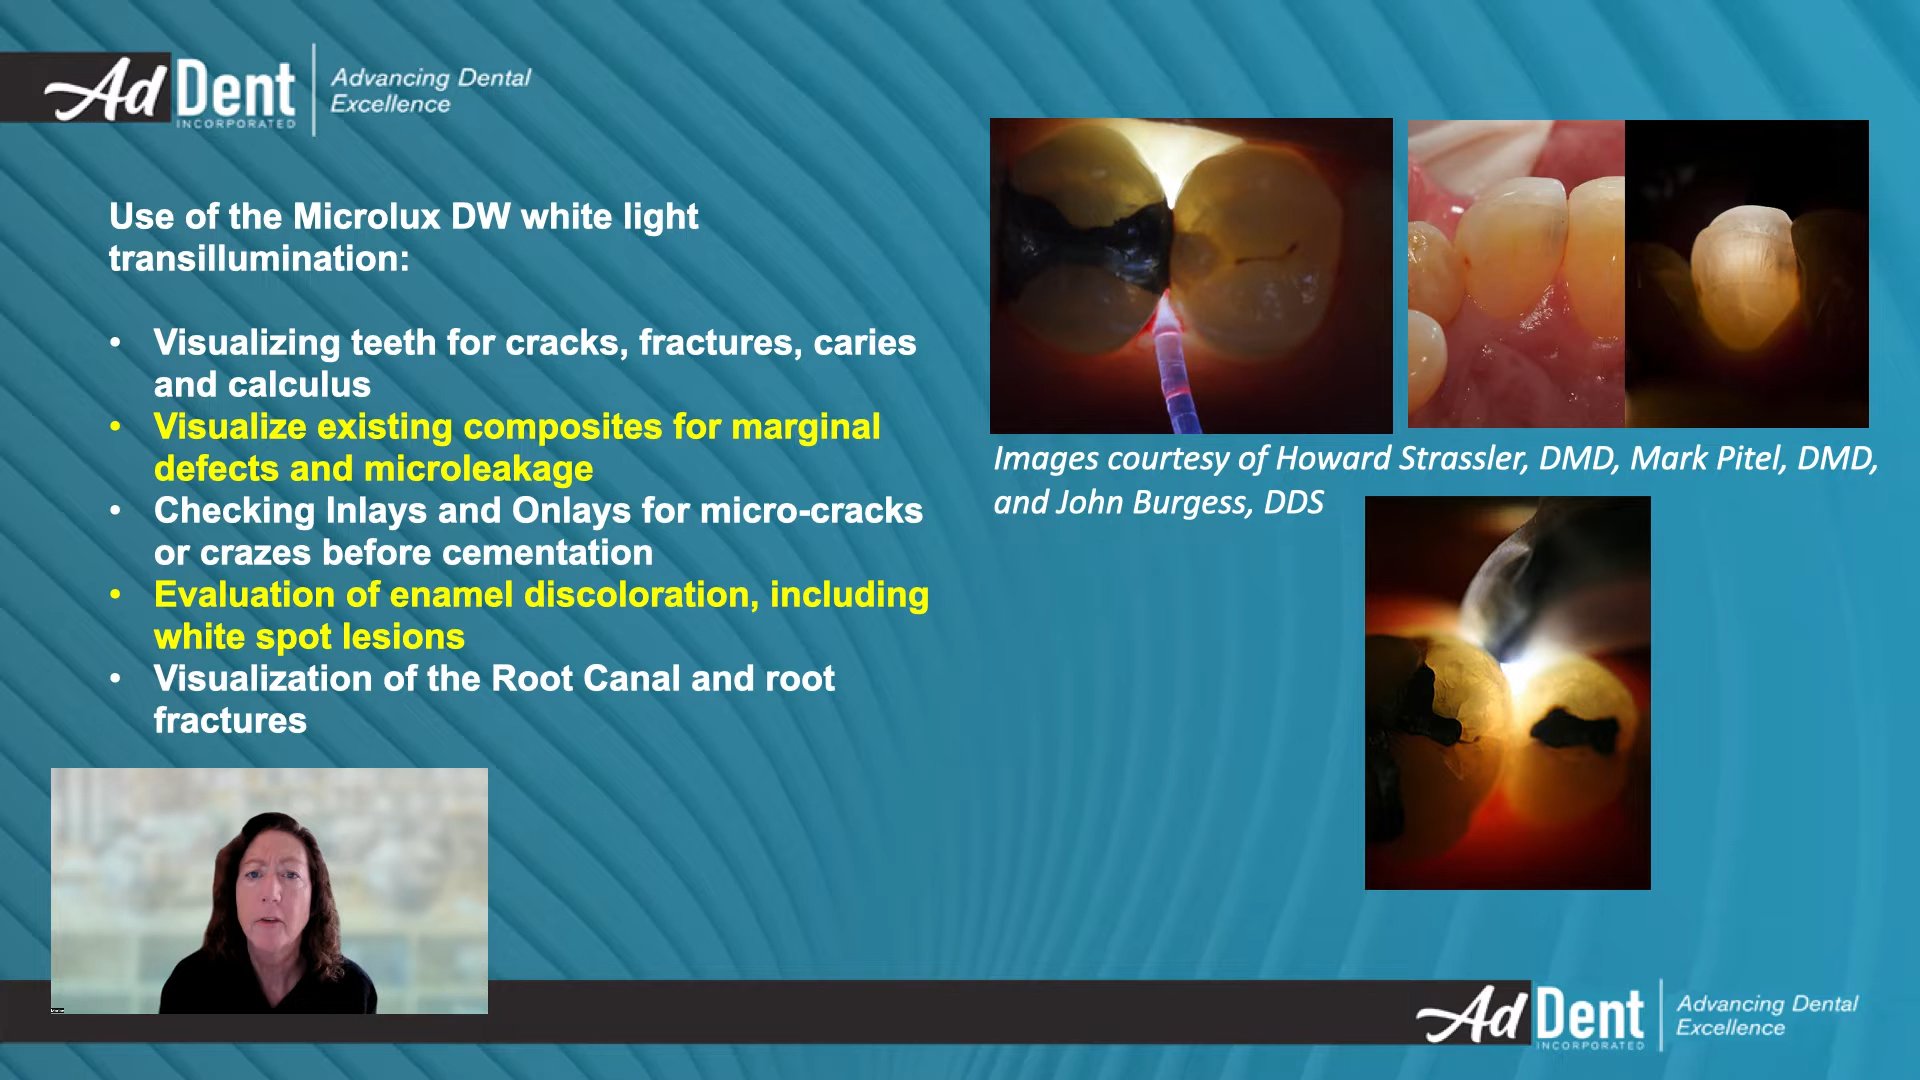 Ad Dent
INCORPORATED
Advancing Dental
Excellence
Use of the Microlux DW white light
transillumination:
• Visualizing teeth for cracks, fractures, caries
and calculus
• Visualize existing composites for marginal
defects and microleakage
• Checking Inlays and Onlays for micro-cracks
or crazes before cementation
• Evaluation of enamel discoloration, including
white spot lesions
• Visualization of the Root Canal and root
fractures
Images courtesy of Howard Strassler, DMD, Mark Pitel, DMD,
and John Burgess, DDS
Ad Dent
INCORPORATED
Advancing Dental
Excellence